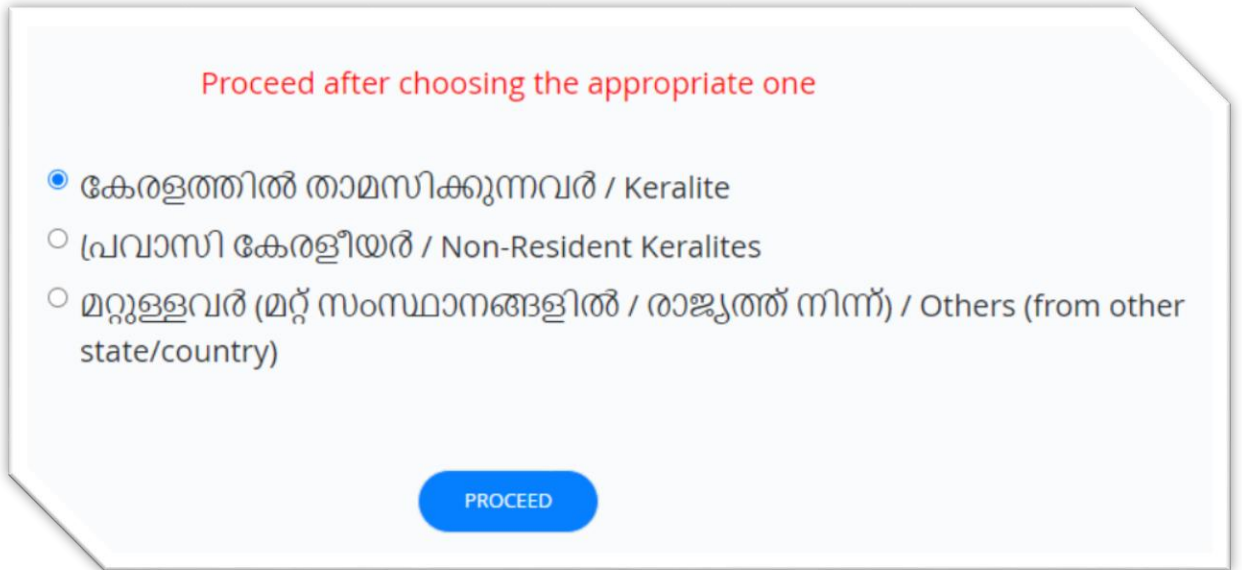 Proceed after choosing the appropriate one
കേരളത്തിൽ താമസിക്കുന്നവർ / Keralite
പ്രവാസി കേരളീയർ / Non-Resident Keralites
മറ്റുള്ളവർ (മറ്റ് സംസ്ഥാനങ്ങളിൽ / രാജ്യത്ത് നിന്ന്) / Others (from other
state/country)
PROCEED